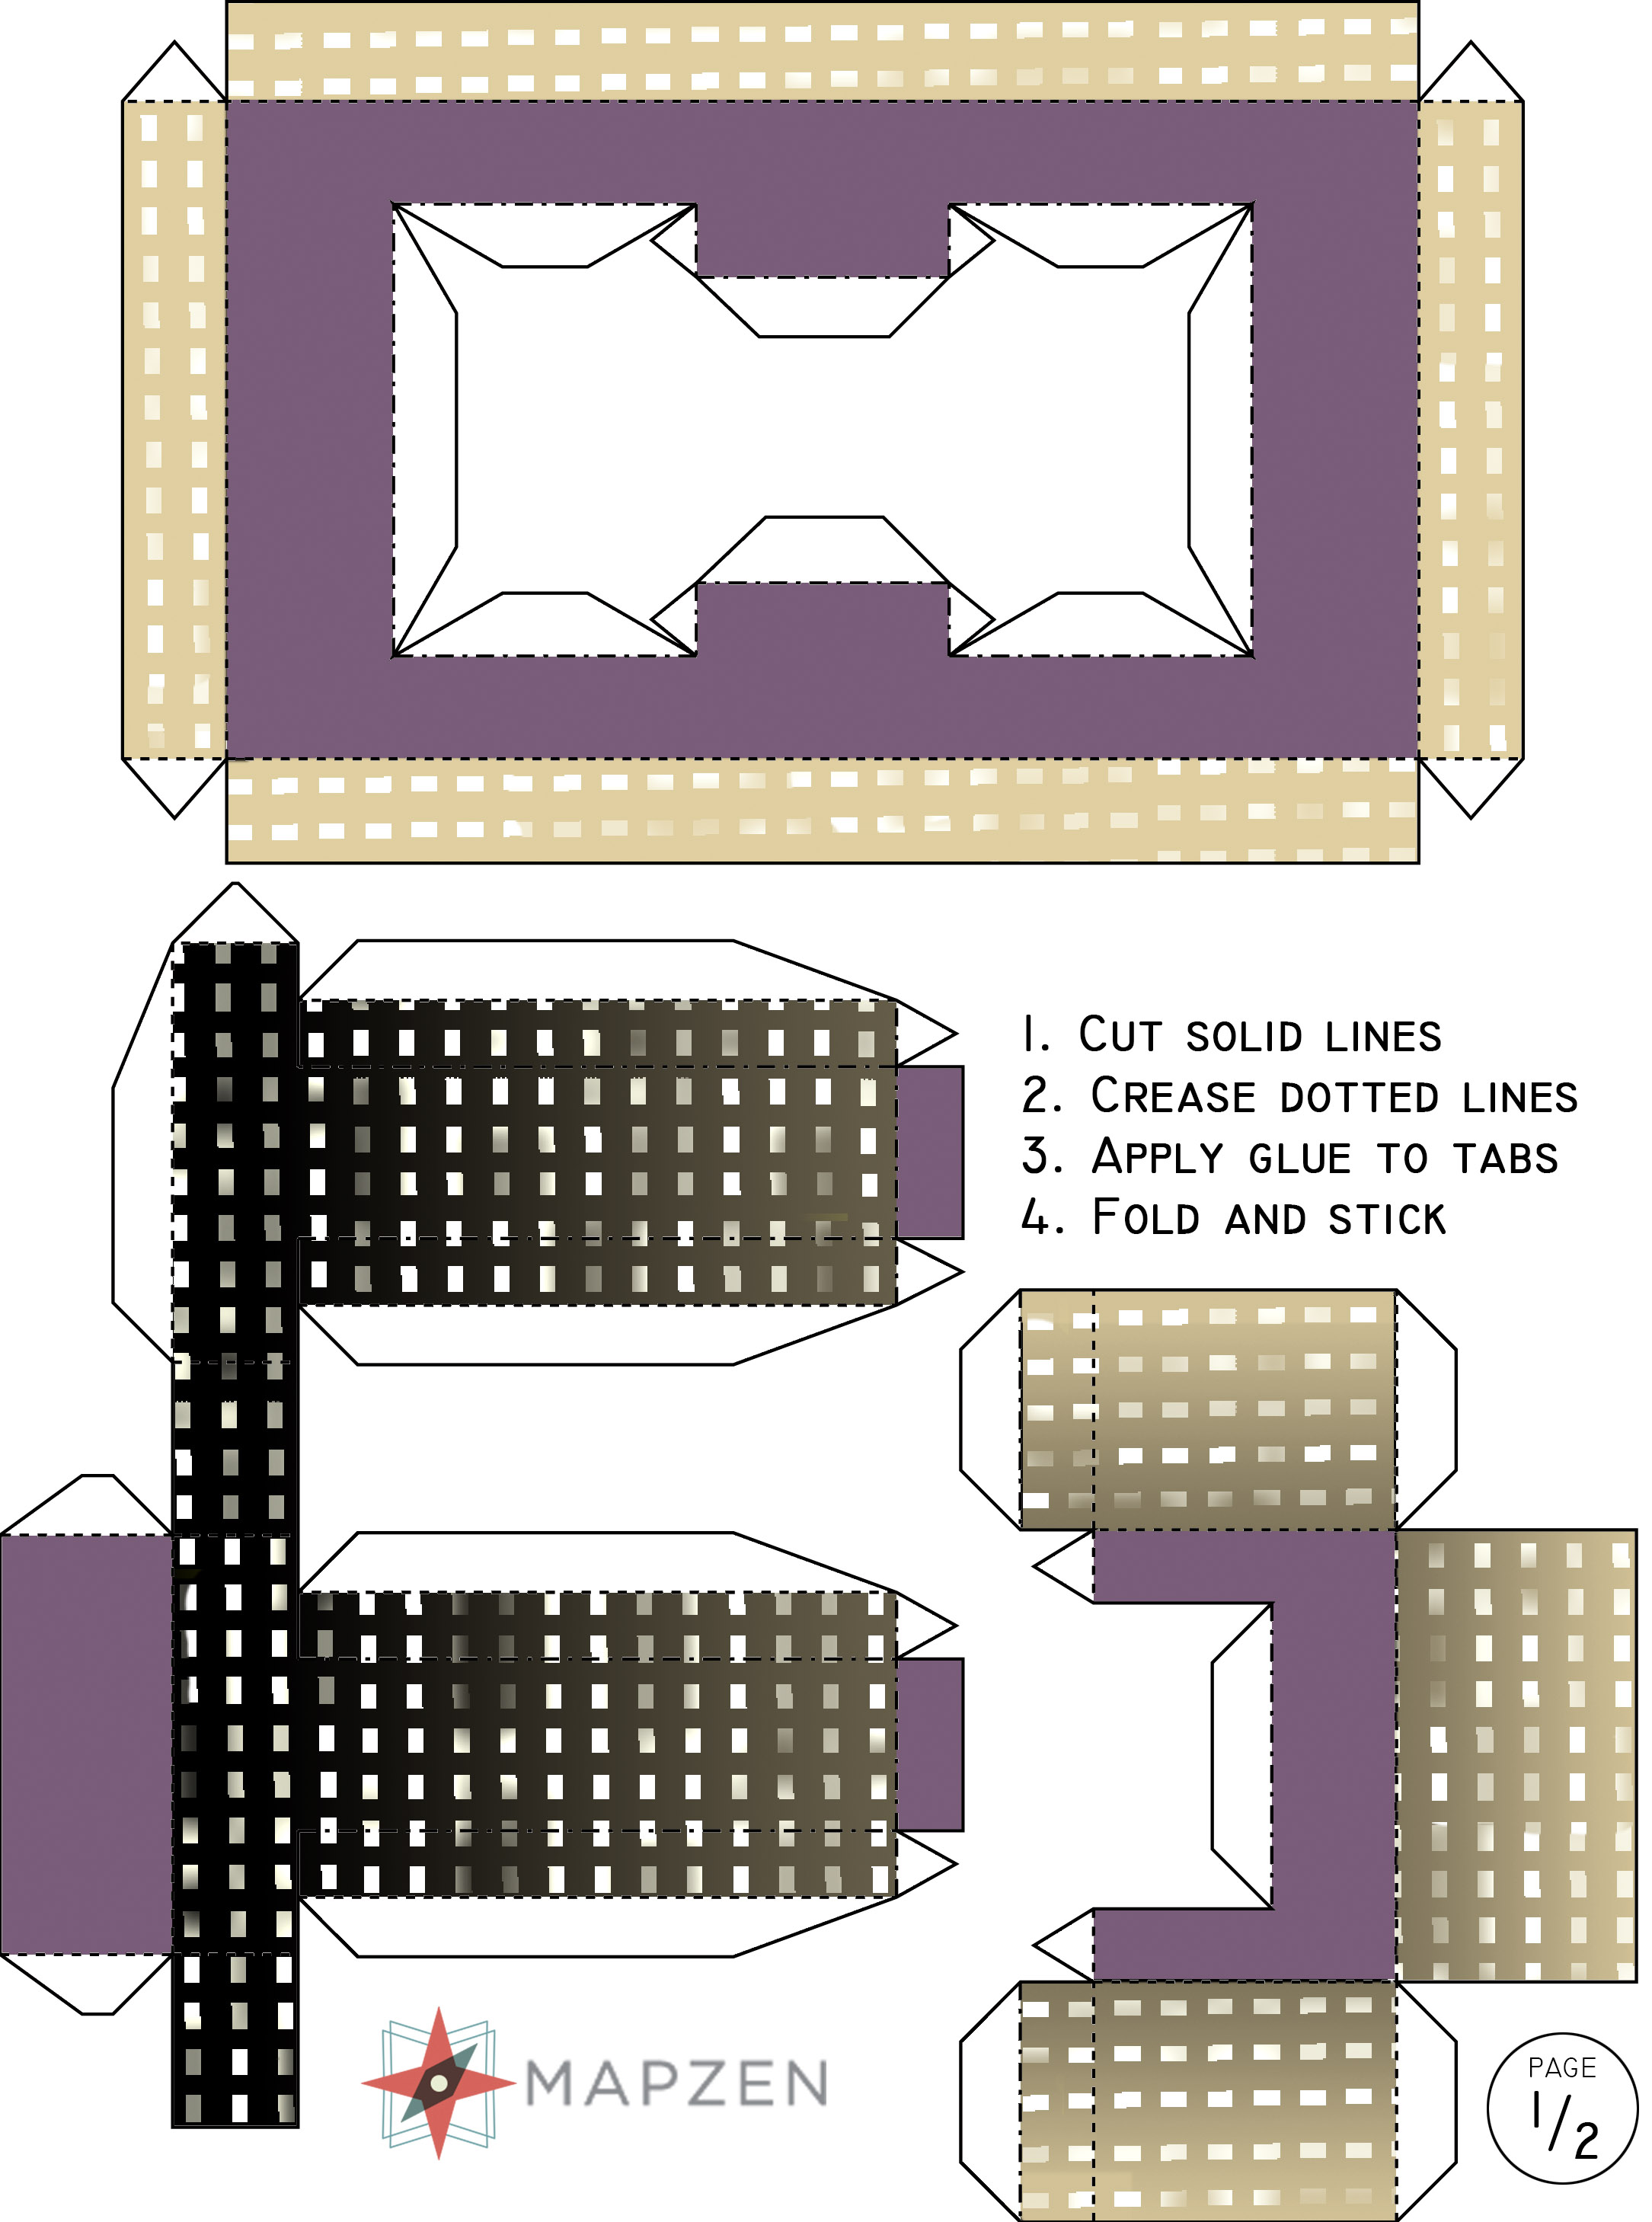 1. Cut solid lines
2. Crease dotted lines
3. Apply glue to tabs
4. Fold and stick
MAPZEN
PAGE
1/2